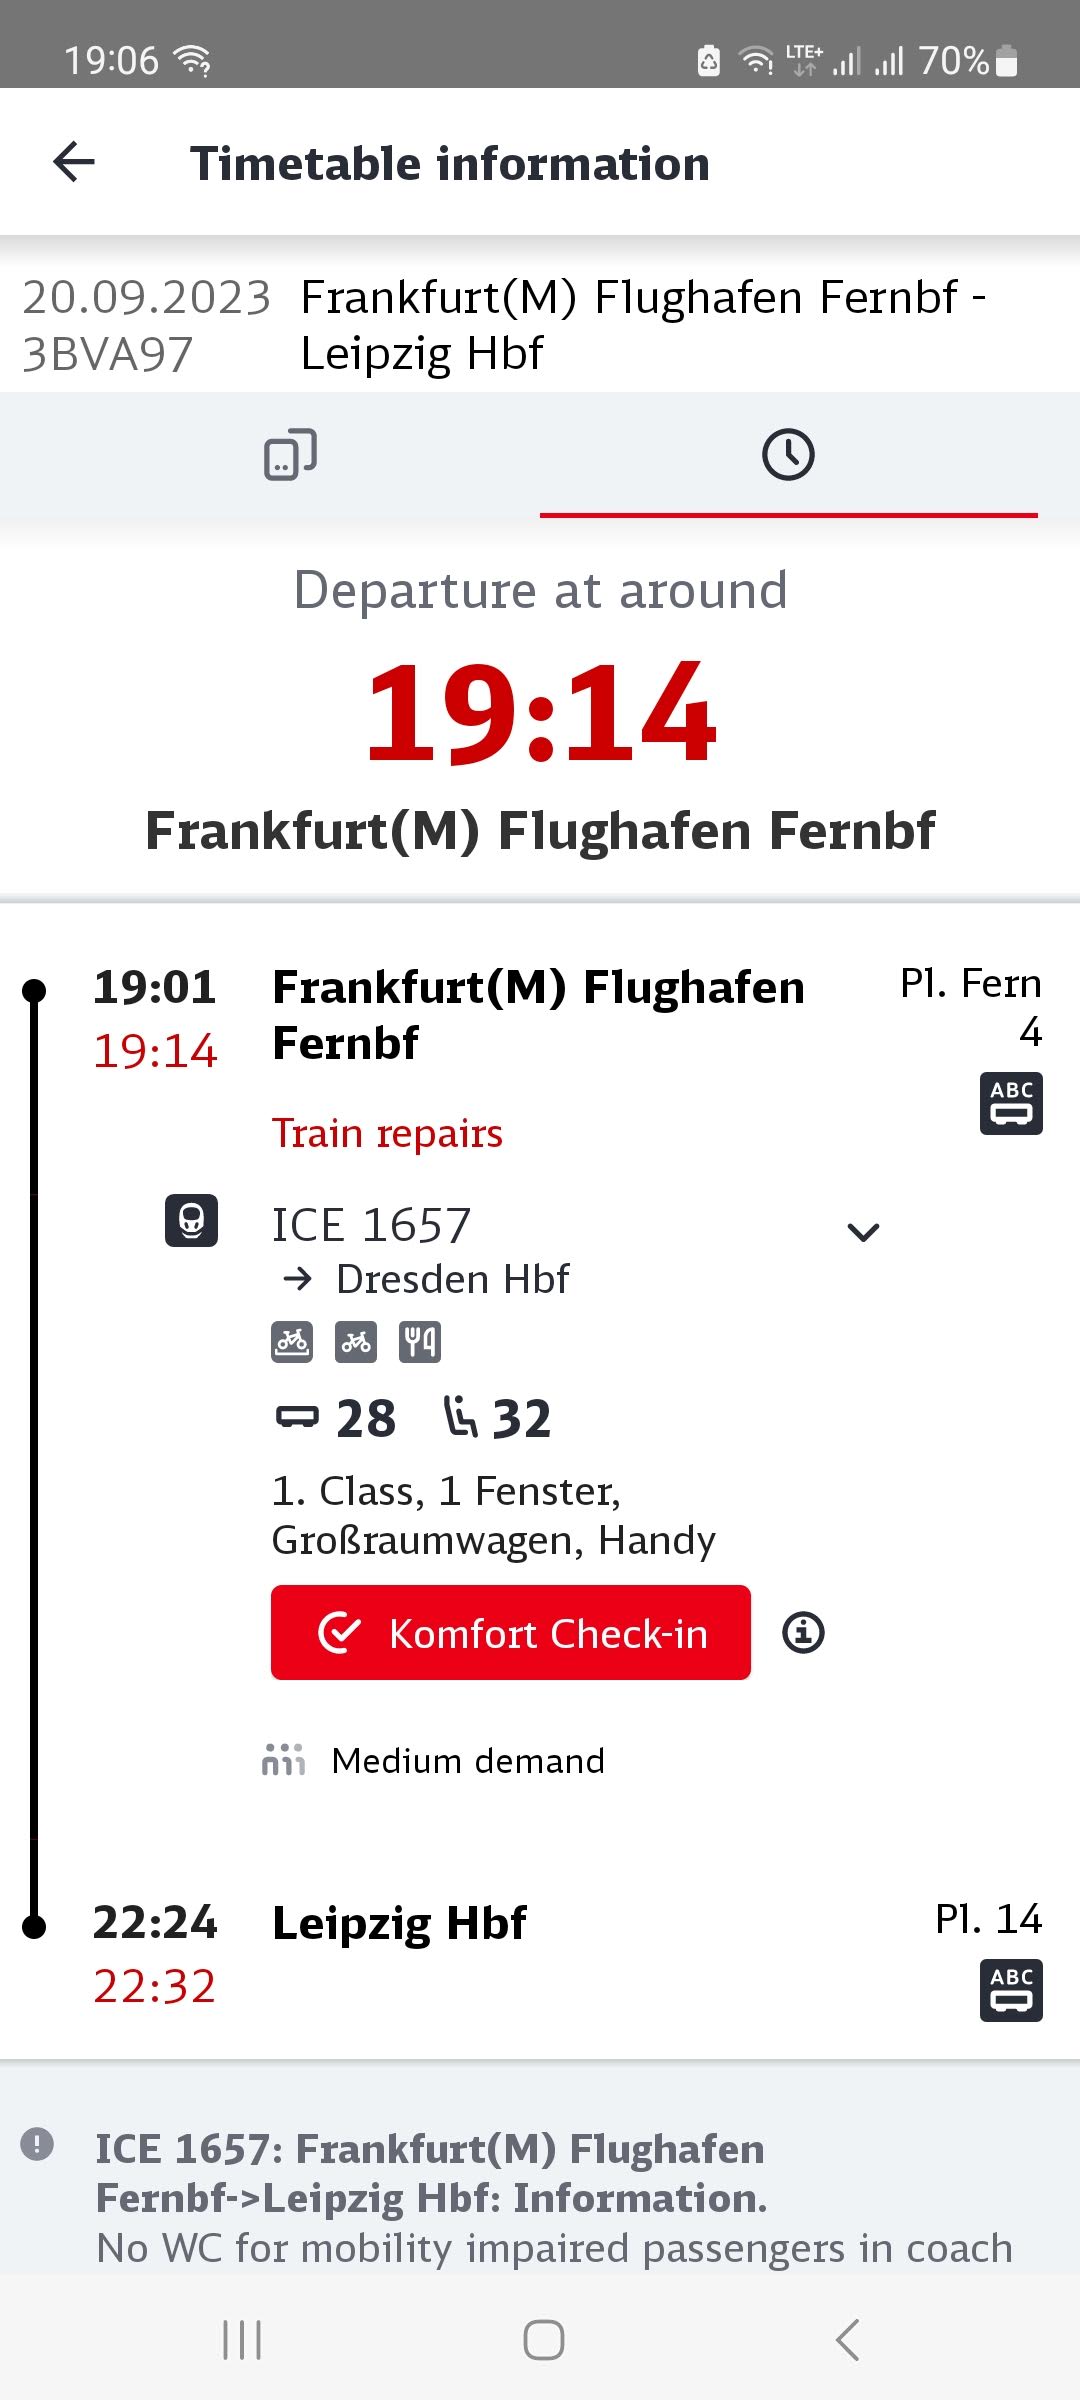 19:06
LTE+ 70%
Timetable information
20.09.2023 Frankfurt(M) Flughafen Fernbf -
3BVA97 Leipzig Hbf
Departure at around
19:14
Frankfurt(M) Flughafen Fernbf
19:01 Frankfurt(M) Flughafen Pl. Fern
19:14 Fernbf 4
ABC
Train repairs
ICE 1657
→ Dresden Hbf
28 32
1. Class, 1 Fenster,
Großraumwagen, Handy
Komfort Check-in
Medium demand
22:24 Leipzig Hbf Pl. 14
22:32
ABC
ICE 1657: Frankfurt(M) Flughafen
Fernbf->Leipzig Hbf: Information.
No WC for mobility impaired passengers in coach